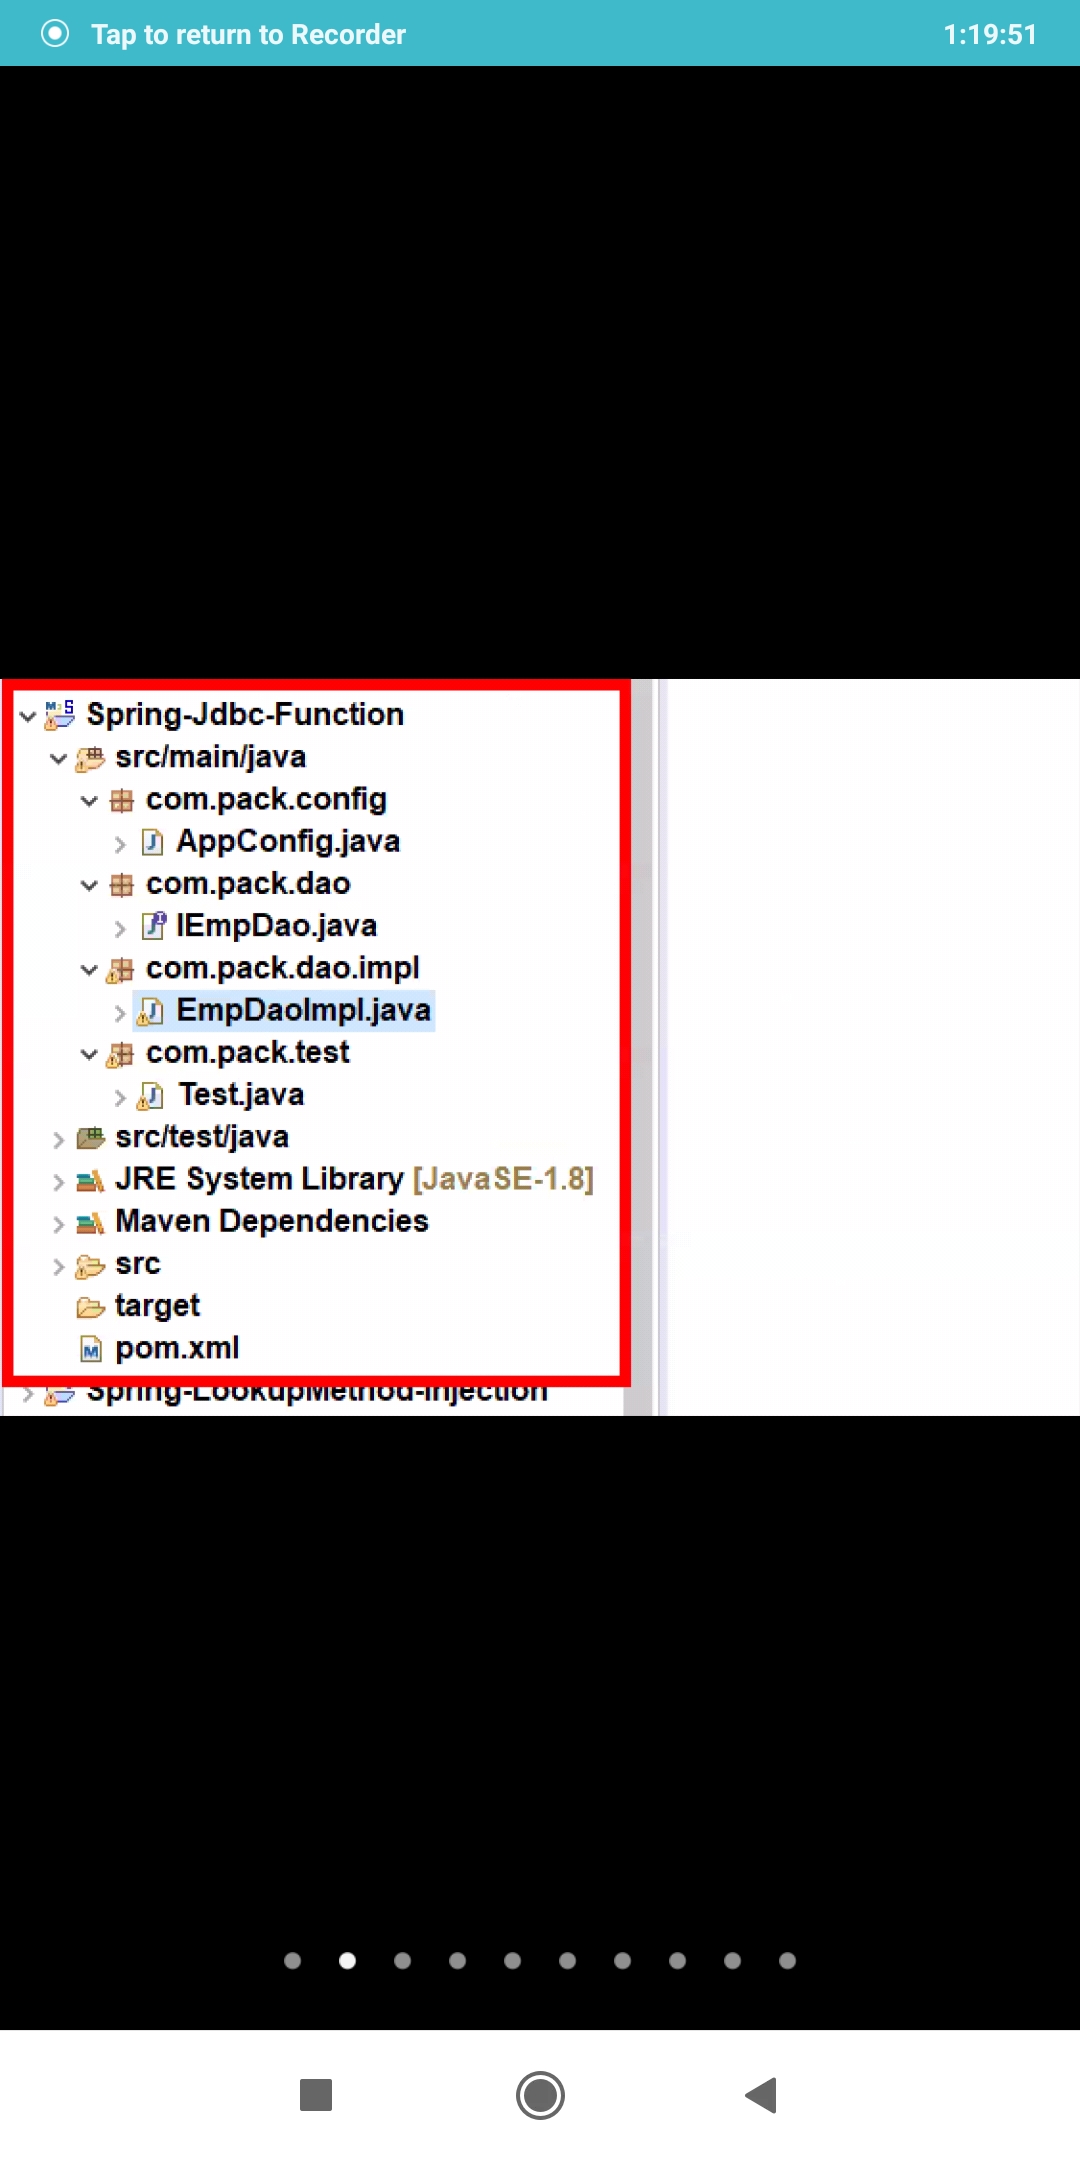 Tap to return to Recorder 1:19:51
Spring-Jdbc-Function
src/main/java
com.pack.config
AppConfig.java
com.pack.dao
IEmpDao.java
com.pack.dao.impl
EmpDaoImpl.java
com.pack.test
Test.java
src/test/java
JRE System Library [JavaSE-1.8]
Maven Dependencies
src
target
pom.xml
Spring-LookupMethod-Injection